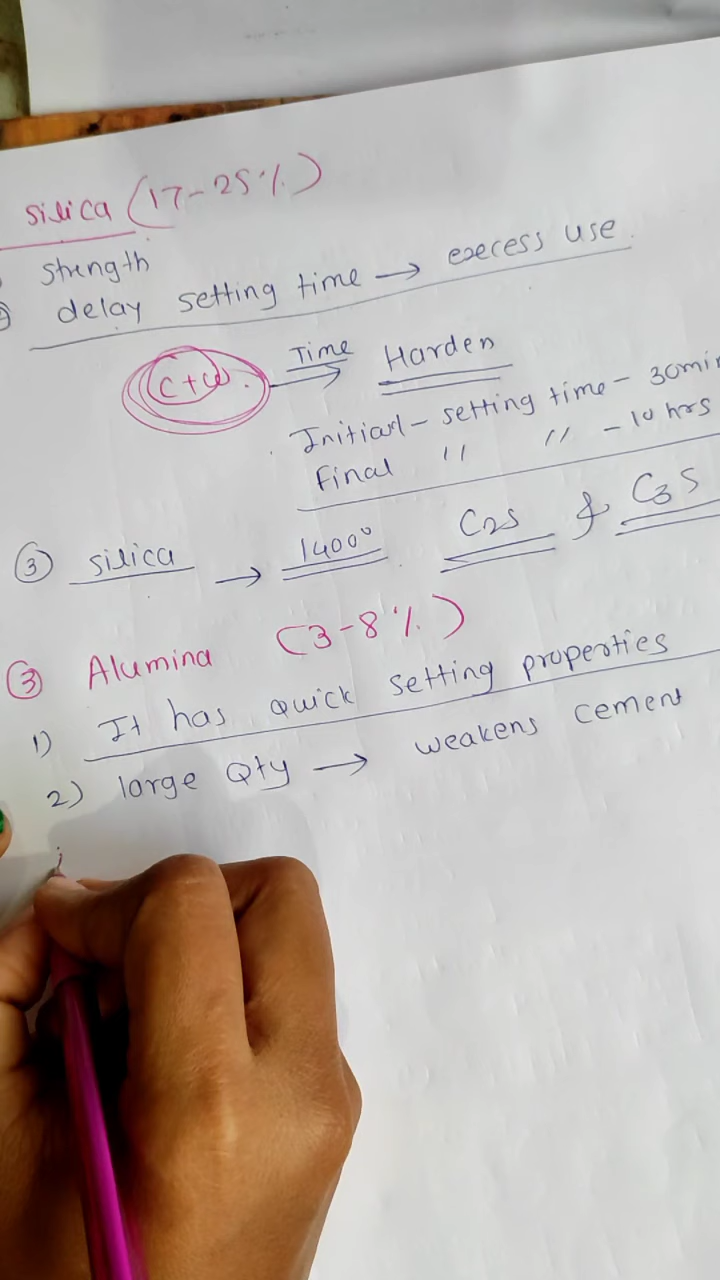 silica (17-25%)
strength
delay setting time → execess use.
C+W. Time → Harden
Initial - setting time - 30min
Final " " - 10 hrs
③ silica → 1400° C2S & C3S
③ Alumina (3-8%)
1) It has quick setting properties
2) large Qty → weakens cement